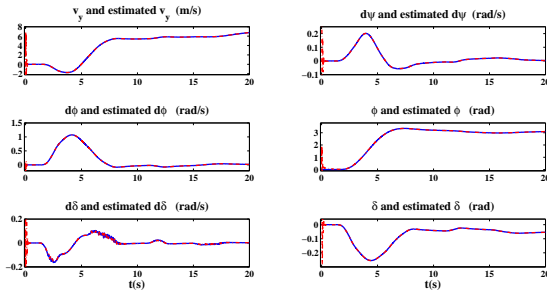 v_y and estimated v_y (m/s)
8
6
4
2
0
−2
0 5 10 15 20
dψ and estimated dψ (rad/s)
0.2
0.1
0
−0.1
0 5 10 15 20
dϕ and estimated dϕ (rad/s)
1.5
1
0.5
0
0 5 10 15 20
ϕ and estimated ϕ (rad)
3
2
1
0
0 5 10 15 20
dδ and estimated dδ (rad/s)
0.2
0
−0.2
0 5 10 15 20
t(s)
δ and estimated δ (rad)
0
−0.1
−0.2
0 5 10 15 20
t(s)